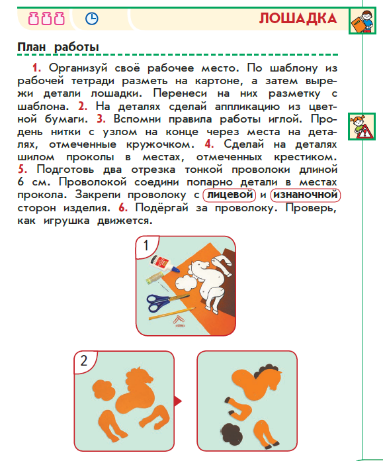 ЛОШАДКА
План работы
1. Организуй своё рабочее место. По шаблону из
рабочей тетради разметь на картоне, а затем выре-
жи детали лошадки. Перенеси на них разметку с
шаблона. 2. На деталях сделай аппликацию из цвет-
ной бумаги. 3. Вспомни правила работы иглой. Про-
день нитки с узлом на конце через места на дета-
лях, отмеченные кружочком. 4. Сделай на деталях
шилом проколы в местах, отмеченных крестиком.
5. Подготовь два отрезка тонкой проволоки длиной
6 см. Проволокой соедини попарно детали в местах
прокола. Закрепи проволоку с лицевой и изнаночной
сторон изделия. 6. Подёргай за проволоку. Проверь,
как игрушка движется.
1
2